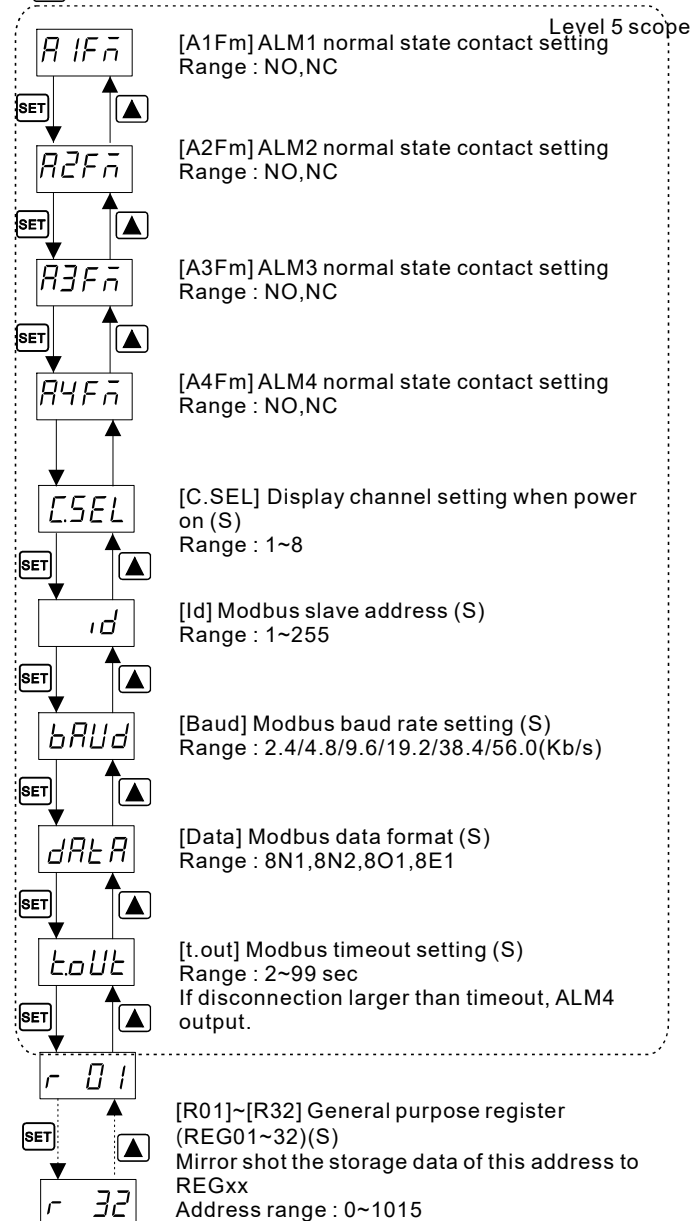 Level 5 scope
A1Fm
[A1Fm] ALM1 normal state contact setting
Range : NO,NC
SET
A2Fm
[A2Fm] ALM2 normal state contact setting
Range : NO,NC
SET
A3Fm
[A3Fm] ALM3 normal state contact setting
Range : NO,NC
SET
A4Fm
[A4Fm] ALM4 normal state contact setting
Range : NO,NC
C.SEL
[C.SEL] Display channel setting when power
on (S)
Range : 1~8
SET
id
[Id] Modbus slave address (S)
Range : 1~255
SET
bAUd
[Baud] Modbus baud rate setting (S)
Range : 2.4/4.8/9.6/19.2/38.4/56.0(Kb/s)
SET
dAtA
[Data] Modbus data format (S)
Range : 8N1,8N2,8O1,8E1
SET
t.oUt
[t.out] Modbus timeout setting (S)
Range : 2~99 sec
If disconnection larger than timeout, ALM4
output.
SET
r 01
[R01]~[R32] General purpose register
(REG01~32)(S)
SET
Mirror shot the storage data of this address to
REGxx
r 32
Address range : 0~1015